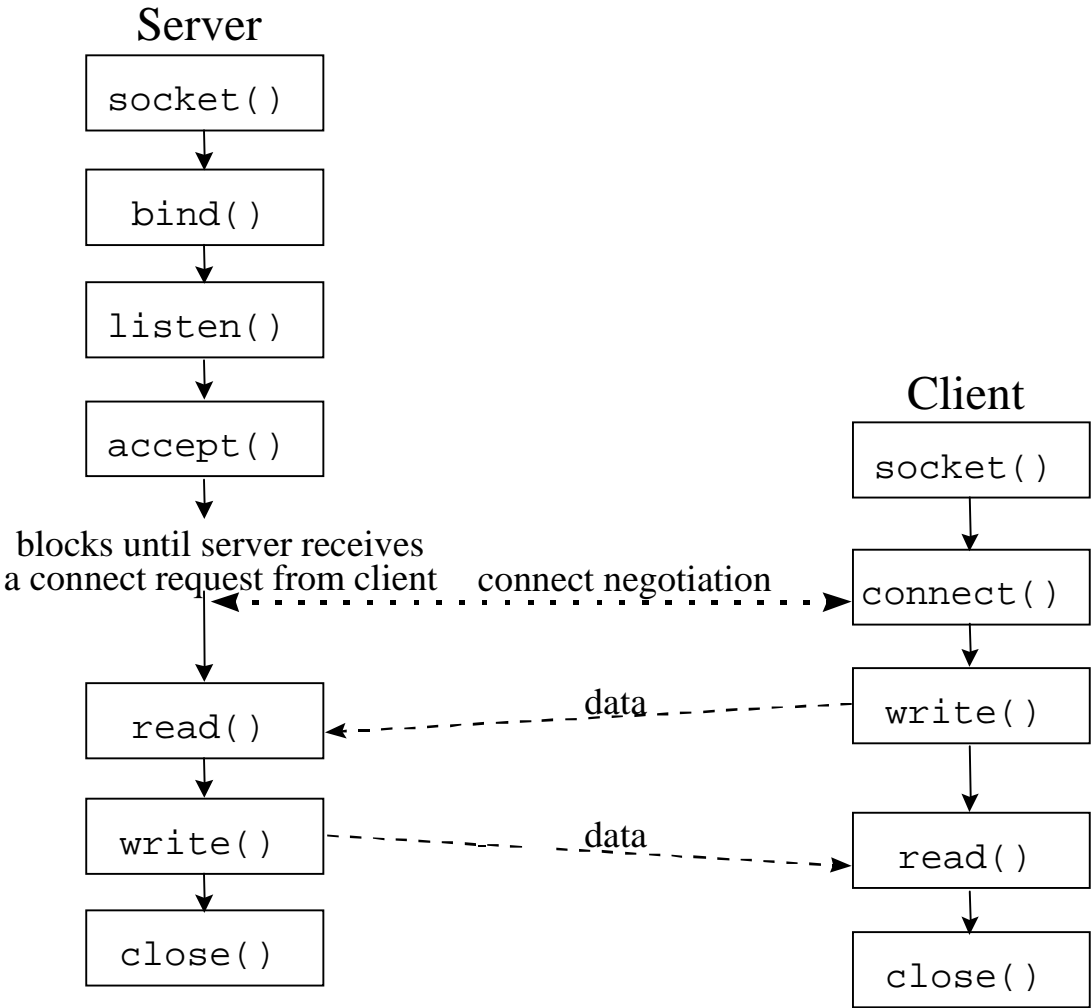 Server
socket()
bind()
listen()
accept()
blocks until server receives
a connect request from client
read()
write()
close()
connect negotiation
data
data
Client
socket()
connect()
write()
read()
close()